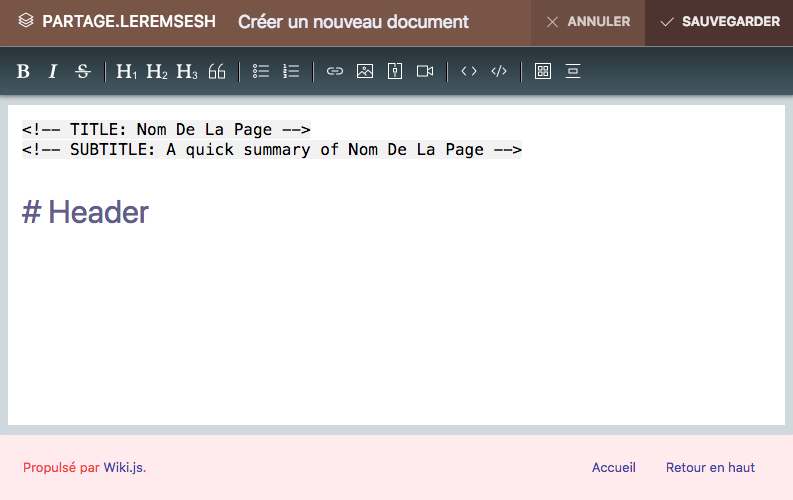 PARTAGE.LEREMSESH Créer un nouveau document ANNULER SAUVEGARDER
B I S H1 H2 H3
<!-- TITLE: Nom De La Page -->
<!-- SUBTITLE: A quick summary of Nom De La Page -->
# Header
Propulsé par Wiki.js. Accueil Retour en haut